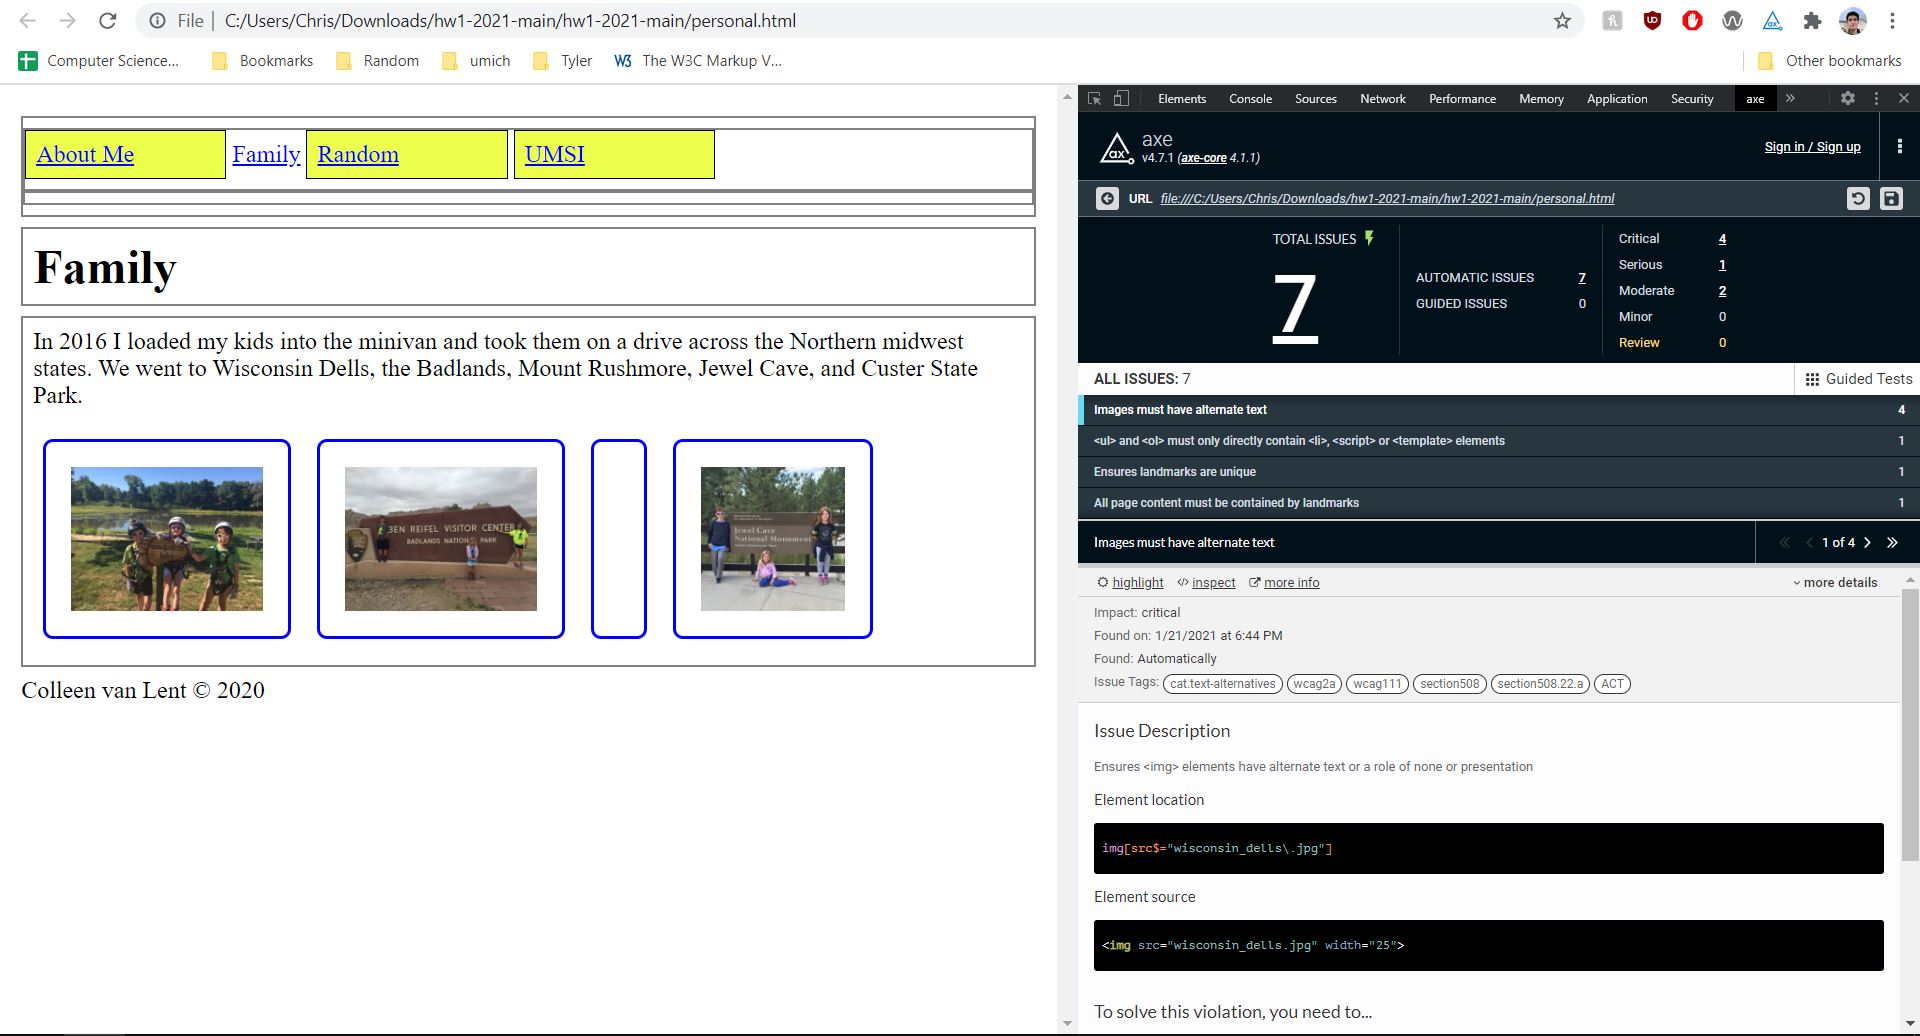 File | C:/Users/Chris/Downloads/hw1-2021-main/hw1-2021-main/personal.html
Computer Science... Bookmarks Random umich Tyler W3 The W3C Markup V... Other bookmarks
About Me Family Random UMSI
Family
In 2016 I loaded my kids into the minivan and took them on a drive across the Northern midwest
states. We went to Wisconsin Dells, the Badlands, Mount Rushmore, Jewel Cave, and Custer State
Park.
BEN REIFEL VISITOR CENTER
BADLANDS NATIONAL PARK
Jewel Cave
National Monument
Colleen van Lent © 2020
Elements Console Sources Network Performance Memory Application Security axe »
axe
v4.7.1 (axe-core 4.1.1)
Sign in / Sign up
URL file:///C:/Users/Chris/Downloads/hw1-2021-main/hw1-2021-main/personal.html
TOTAL ISSUES
7
AUTOMATIC ISSUES 7
GUIDED ISSUES 0
Critical 4
Serious 1
Moderate 2
Minor 0
Review 0
ALL ISSUES: 7
Guided Tests
Images must have alternate text 4
<ul> and <ol> must only directly contain <li>, <script> or <template> elements 1
Ensures landmarks are unique 1
All page content must be contained by landmarks 1
Images must have alternate text
1 of 4
highlight </> inspect more info
more details
Impact: critical
Found on: 1/21/2021 at 6:44 PM
Found: Automatically
Issue Tags: cat.text-alternatives wcag2a wcag111 section508 section508.22.a ACT
Issue Description
Ensures <img> elements have alternate text or a role of none or presentation
Element location
img[src$="wisconsin_dells\.jpg"]
Element source
<img src="wisconsin_dells.jpg" width="25">
To solve this violation, you need to...